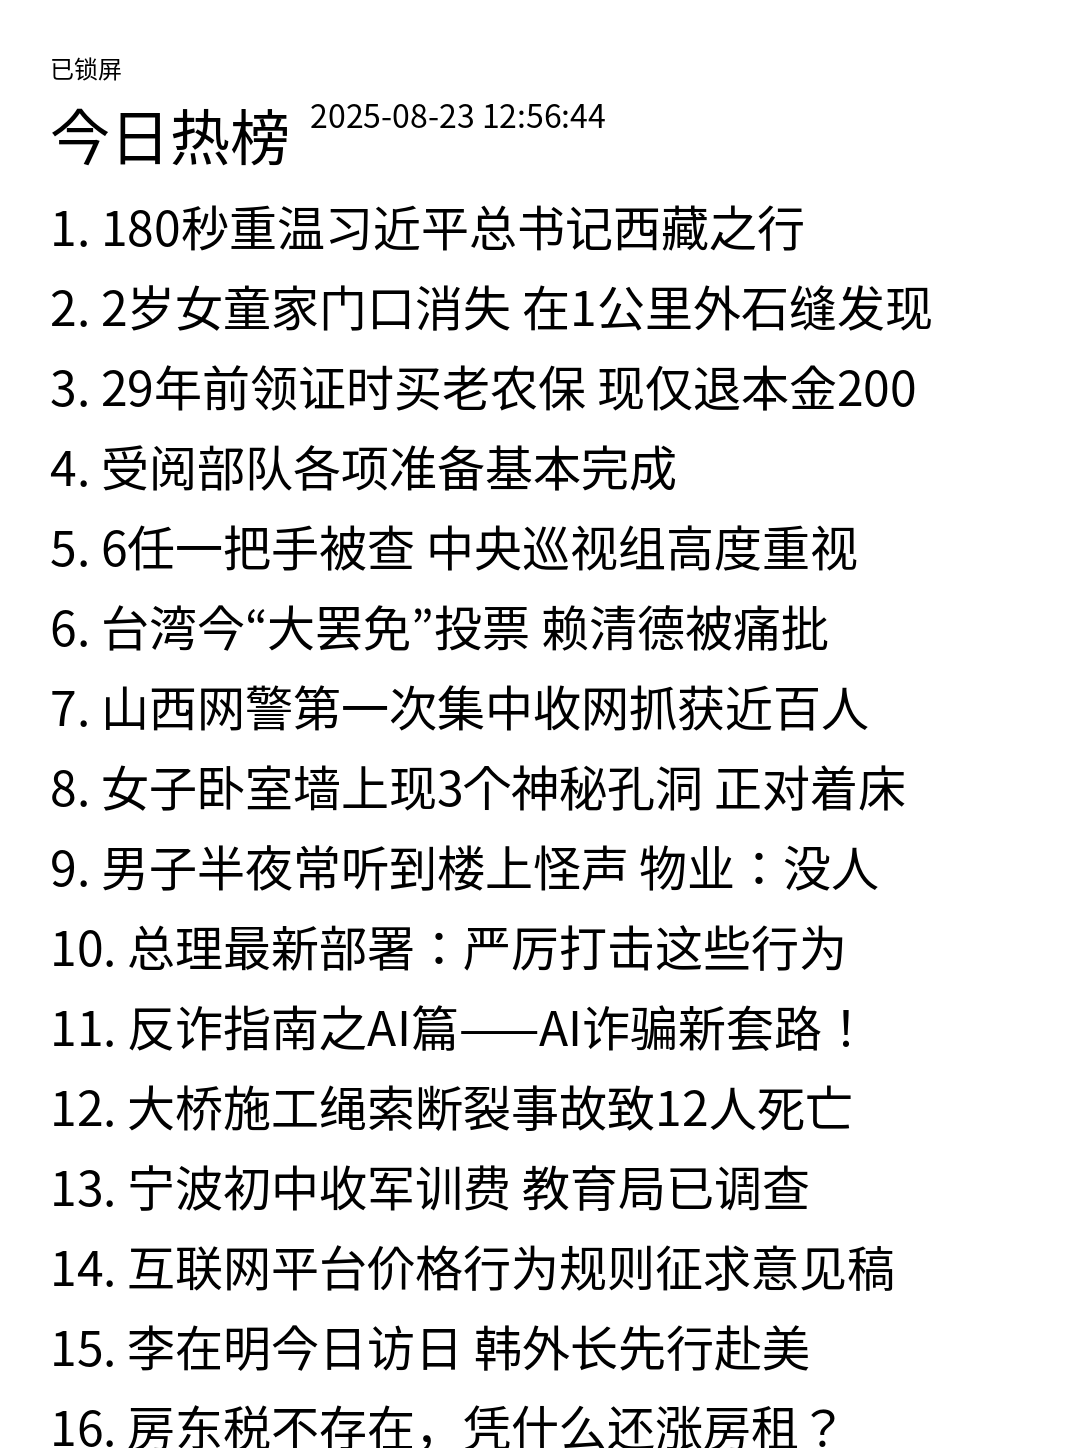 已锁屏
今日热榜 2025-08-23 12:56:44
1. 180秒重温习近平总书记西藏之行
2. 2岁女童家门口消失 在1公里外石缝发现
3. 29年前领证时买老农保 现仅退本金200
4. 受阅部队各项准备基本完成
5. 6任一把手被查 中央巡视组高度重视
6. 台湾今“大罢免”投票 赖清德被痛批
7. 山西网警第一次集中收网抓获近百人
8. 女子卧室墙上现3个神秘孔洞 正对着床
9. 男子半夜常听到楼上怪声 物业：没人
10. 总理最新部署：严厉打击这些行为
11. 反诈指南之AI篇——AI诈骗新套路！
12. 大桥施工绳索断裂事故致12人死亡
13. 宁波初中收军训费 教育局已调查
14. 互联网平台价格行为规则征求意见稿
15. 李在明今日访日 韩外长先行赴美
16. 房东税不存在，凭什么还涨房租？